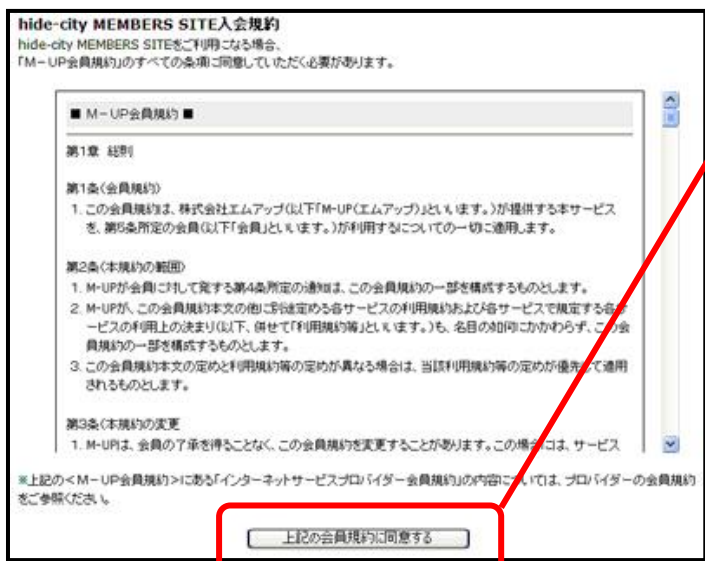 hide-city MEMBERS SITE入会規約
hide-city MEMBERS SITEをご利用になる場合、
「M-UP会員規約」のすべての条項に同意していただく必要があります。
■ M-UP会員規約 ■
第1章 総則
第1条(会員規約)
1. この会員規約は、株式会社エムアップ(以下「M-UP(エムアップ)」といいます。)が提供する本サービス
を、第5条所定の会員(以下「会員」といいます。)が利用するについての一切に適用します。
第2条(本規約の範囲)
1. M-UPが会員に対して発する第4条所定の通知は、この会員規約の一部を構成するものとします。
2. M-UPが、この会員規約本文の他に別途定める各サービスの利用規約および各サービスで規定する各サ
ービスの利用上の決まり(以下、併せて「利用規約等」といいます。)も、名目の如何にかかわらず、この会
員規約の一部を構成するものとします。
3. この会員規約本文の定めと利用規約等の定めが異なる場合は、当該利用規約等の定めが優先して適用
されるものとします。
第3条(本規約の変更
1. M-UPは、会員の了承を得ることなく、この会員規約を変更することがあります。この場合には、サービス
※上記の<M-UP会員規約>にある「インターネットサービスプロバイダー会員規約」の内容については、プロバイダーの会員規約
をご参照ください。
上記の会員規約に同意する